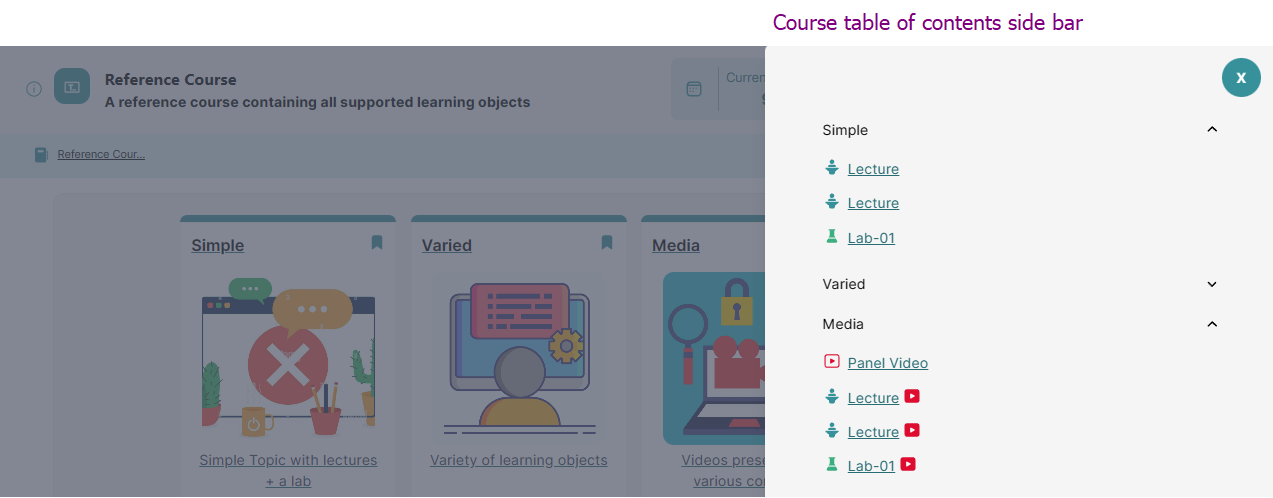 Course table of contents side bar
Reference Course
A reference course containing all supported learning objects
Curren
x
Reference Cour...
Simple
Varied
Media
Simple Topic with lectures
+ a lab
Variety of learning objects
Videos prese
various co
Simple
Lecture
Lecture
Lab-01
Varied
Media
Panel Video
Lecture
Lecture
Lab-01